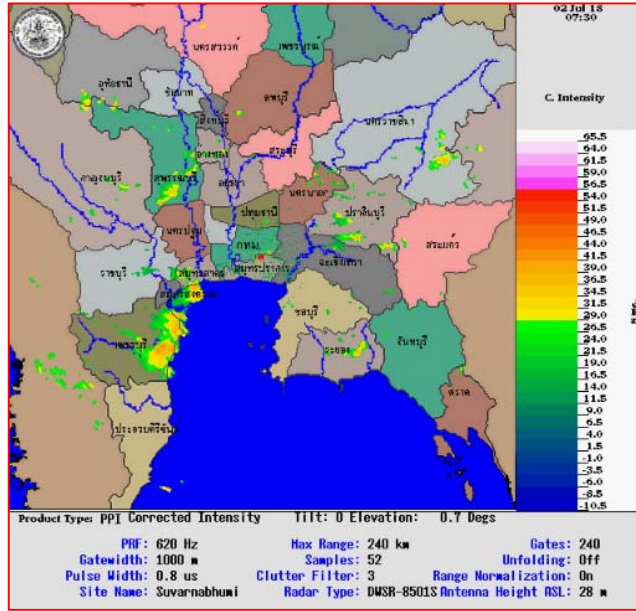 02 Jul 18
07:30
C. Intensity
65.5
64.0
61.5
59.0
56.5
54.0
51.5
49.0
46.5
44.0
41.5
39.0
36.5
34.0
31.5
29.0
26.5
24.0
21.5
19.0
16.5
14.0
11.5
9.0
6.5
4.0
1.5
-1.0
-3.5
-6.0
-8.5
-10.5
นครสวรรค์
เพชรบูรณ์
อุทัยธานี
ชัยนาท
ลพบุรี
สิงห์บุรี
นครราชสีมา
อ่างทอง
สระบุรี
กาญจนบุรี
สุพรรณบุรี
อยุธยา
นครนายก
ปราจีนบุรี
ปทุมธานี
นครปฐม
กทม.
สระแก้ว
ฉะเชิงเทรา
สมุทรปราการ
ราชบุรี
สมุทรสาคร
สมุทรสงคราม
ชลบุรี
เพชรบุรี
ระยอง
จันทบุรี
ตราด
ประจวบคีรีขันธ์
Product Type: PPI Corrected Intensity Tilt: 0 Elevation: 0.7 Degs
PRF: 620 Hz Max Range: 240 km Gates: 240
Gatewidth: 1000 m Samples: 52 Unfolding: Off
Pulse Width: 0.8 us Clutter Filter: 3 Range Normalization: On
Site Name: Suvarnabhumi Radar Type: DWSR-8501S Antenna Height ASL: 28 m